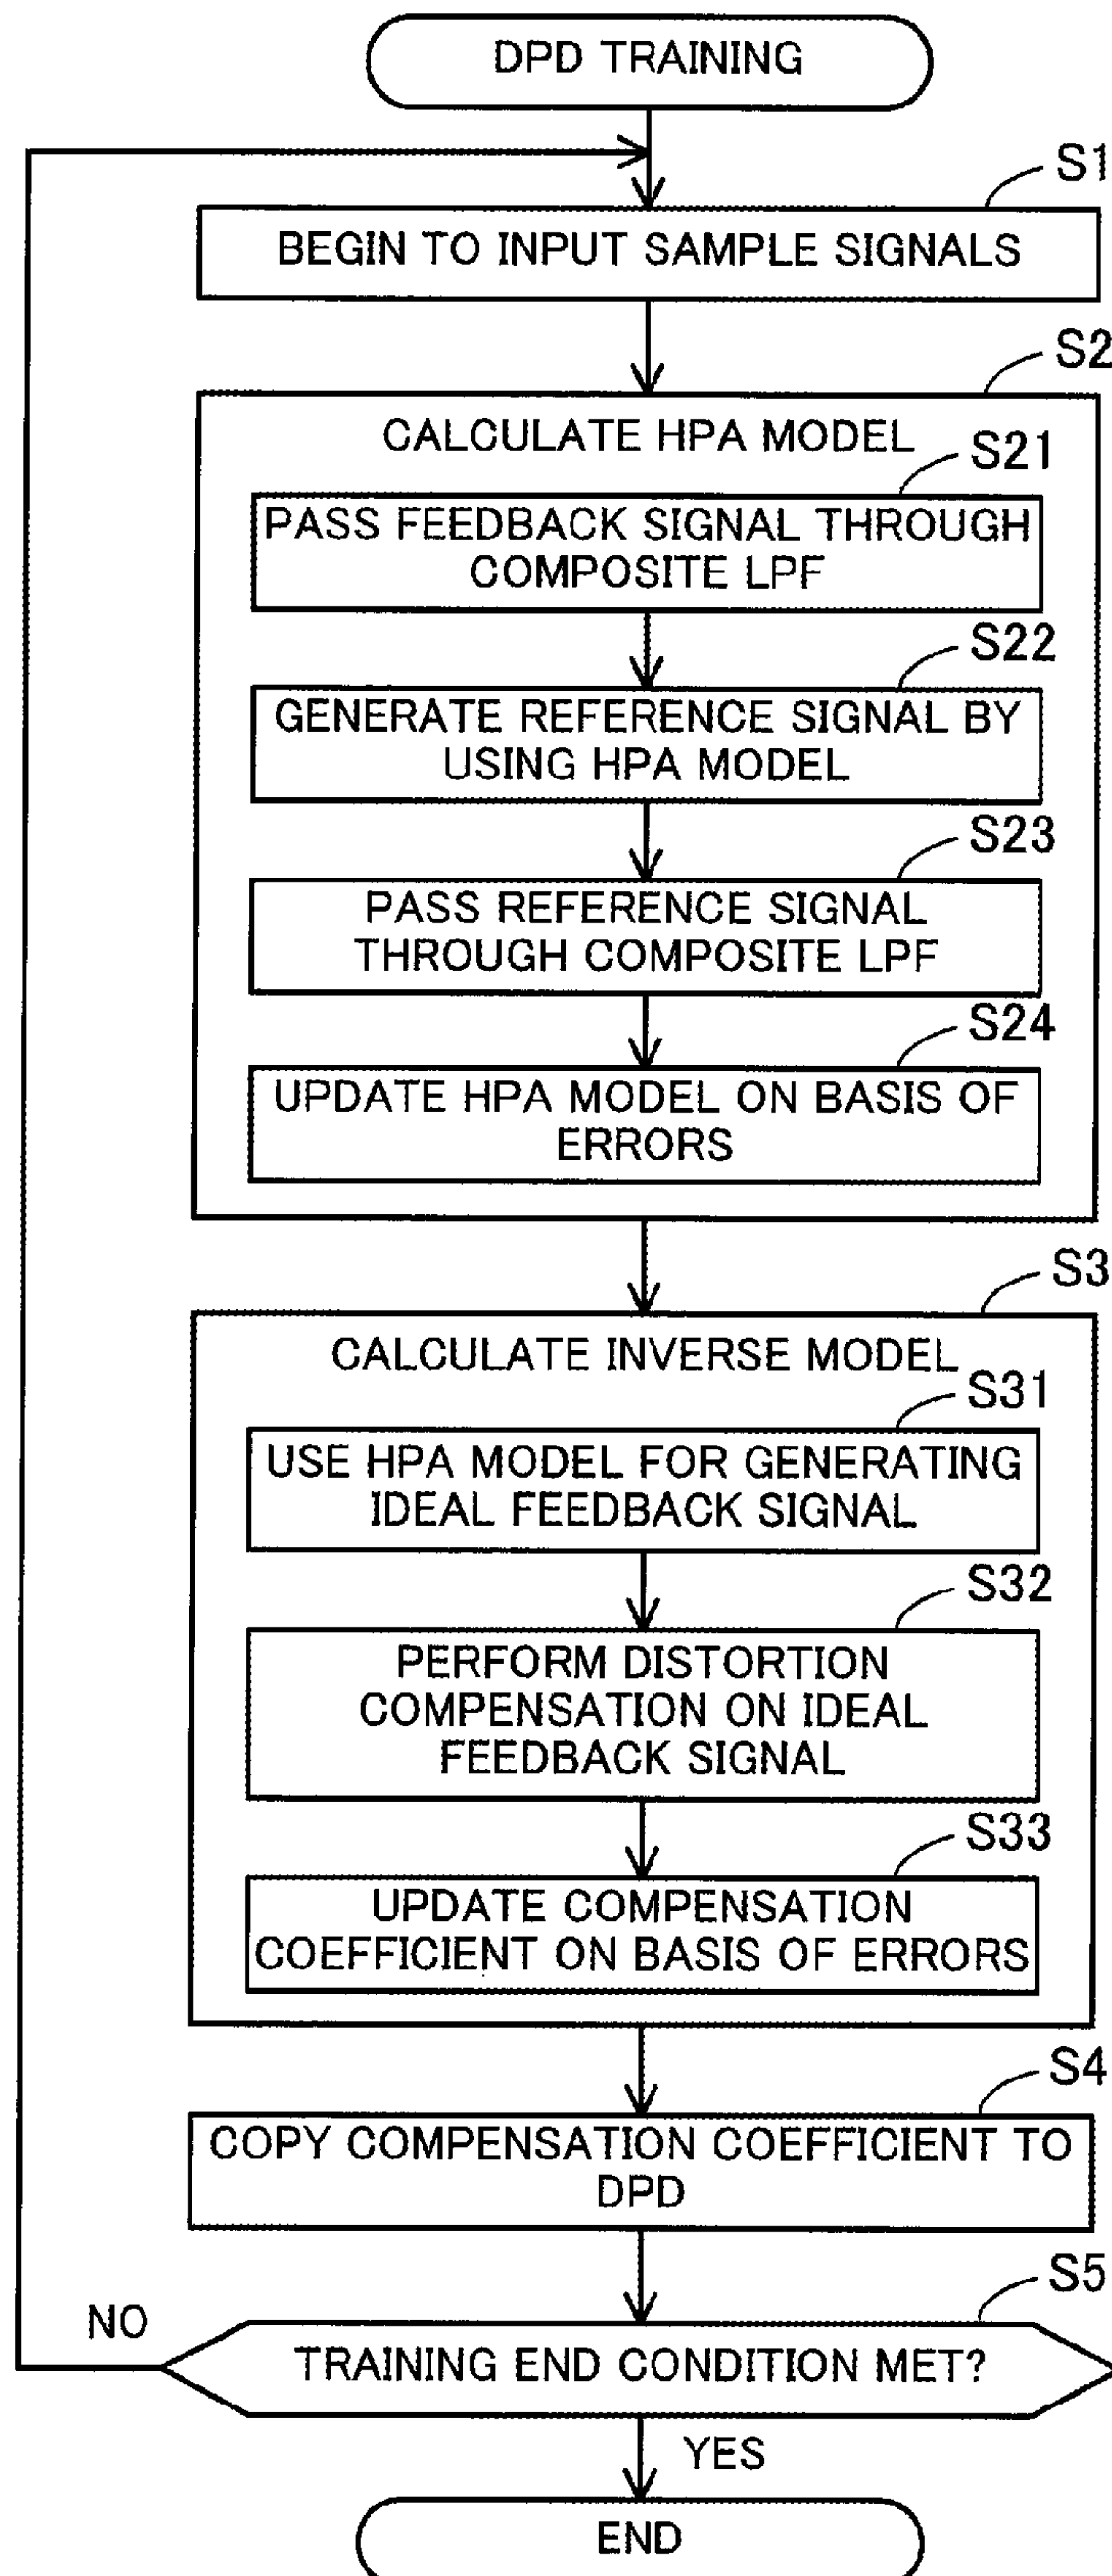 DPD TRAINING
S1
BEGIN TO INPUT SAMPLE SIGNALS
S2
CALCULATE HPA MODEL
S21
PASS FEEDBACK SIGNAL THROUGH
COMPOSITE LPF
S22
GENERATE REFERENCE SIGNAL BY
USING HPA MODEL
S23
PASS REFERENCE SIGNAL
THROUGH COMPOSITE LPF
S24
UPDATE HPA MODEL ON BASIS OF
ERRORS
S3
CALCULATE INVERSE MODEL
S31
USE HPA MODEL FOR GENERATING
IDEAL FEEDBACK SIGNAL
S32
PERFORM DISTORTION
COMPENSATION ON IDEAL
FEEDBACK SIGNAL
S33
UPDATE COMPENSATION
COEFFICIENT ON BASIS OF ERRORS
S4
COPY COMPENSATION COEFFICIENT TO
DPD
S5
NO
TRAINING END CONDITION MET?
YES
END